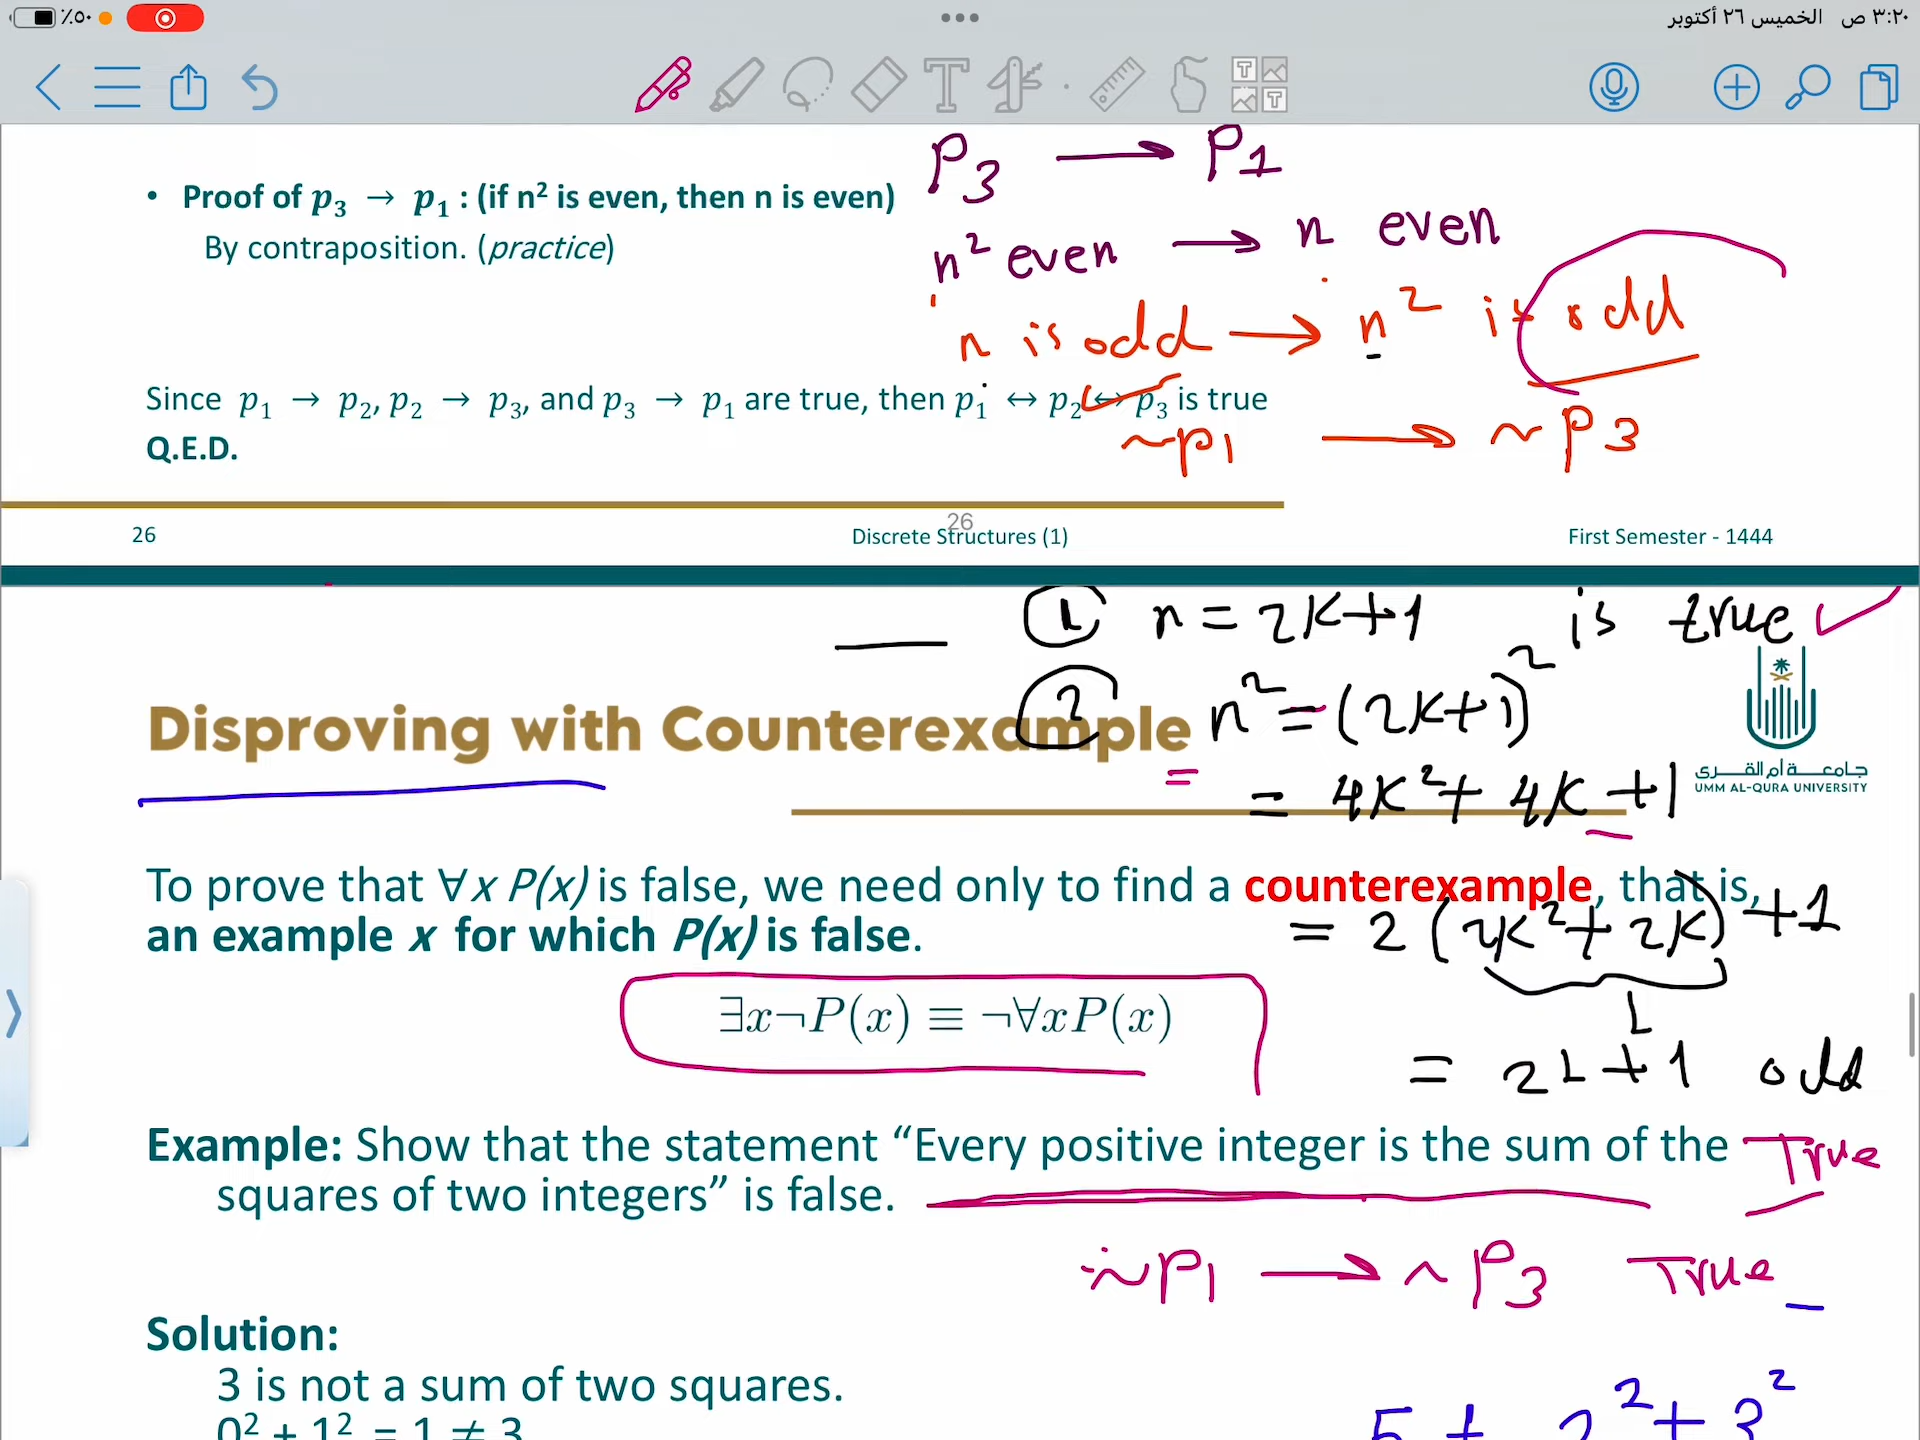 ٪٥٠
٣:٢٠ ص الخميس ٢٦ أكتوبر
P3 → P1
• Proof of p₃ → p₁ : (if n² is even, then n is even)
By contraposition. (practice)
n² even → n even
n is odd → n² is odd
Since p₁ → p₂, p₂ → p₃, and p₃ → p₁ are true, then p₁ ↔ p₂ ↔ p₃ is true
~P1 → ~P3
Q.E.D.
26
26
Discrete Structures (1)
First Semester - 1444
① n = 2k+1 is true ✓
② n² = (2k+1)²
Disproving with Counterexample
= 4k² + 4k + 1
جامعة أم القرى
UMM AL-QURA UNIVERSITY
To prove that ∀x P(x) is false, we need only to find a counterexample, that is,
an example x for which P(x) is false.
= 2(2k² + 2k) + 1
L
∃x¬P(x) ≡ ¬∀xP(x)
= 2L + 1 odd
Example: Show that the statement “Every positive integer is the sum of the
squares of two integers” is false.
True
~P1 → ~P3 True
Solution:
3 is not a sum of two squares.
0² + 1² = 1 ≠ 3